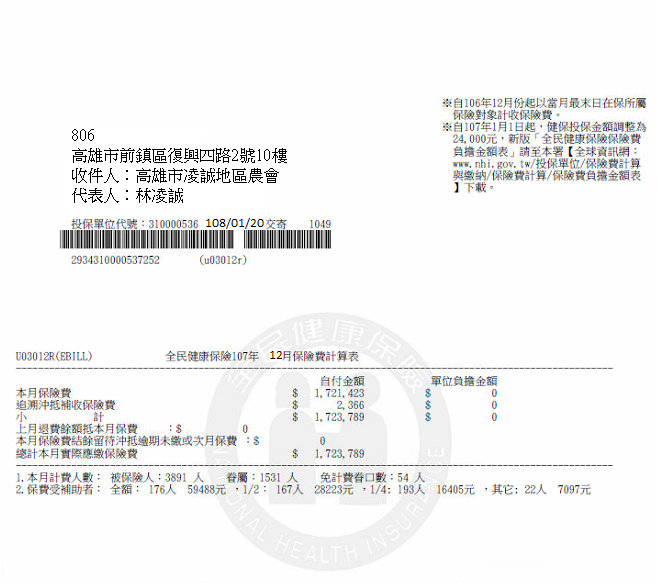 ※自106年12月份起以當月最末日在保所屬
保險對象計收保險費。
※自107年1月1日起，健保投保金額調整為
24,000元，新版「全民健康保險保險費
負擔金額表」請至本署【全球資訊網：
www.nhi.gov.tw/投保單位/保險費計算
與繳納/保險費計算/保險費負擔金額表
】下載。
806
高雄市前鎮區復興四路2號10樓
收件人：高雄市凌誠地區農會
代表人：林凌誠
投保單位代號：310000536 108/01/20交寄 1049
2934310000537252 (u03012r)
U03012R(EBILL) 全民健康保險107年 12月保險費計算表
自付金額 單位負擔金額
本月保險費 $ 1,721,423 $ 0
追溯沖抵補收保險費 $ 2,366 $ 0
小 計 $ 1,723,789 $ 0
上月退費餘額抵本月保費 :$ 0
本月保險費結餘留待沖抵逾期未繳或次月保費 :$ 0
總計本月實際應繳保險費 $ 1,723,789
1.本月計費人數： 被保險人：3891 人 眷屬：1531 人 免計費眷口數：54 人
2.保費受補助者： 全額： 176人 59488元 ，1/2： 167人 28223元 ，1/4: 193人 16405元 ，其它: 22人 7097元
全民健康保險
NATIONAL HEALTH INSURANCE